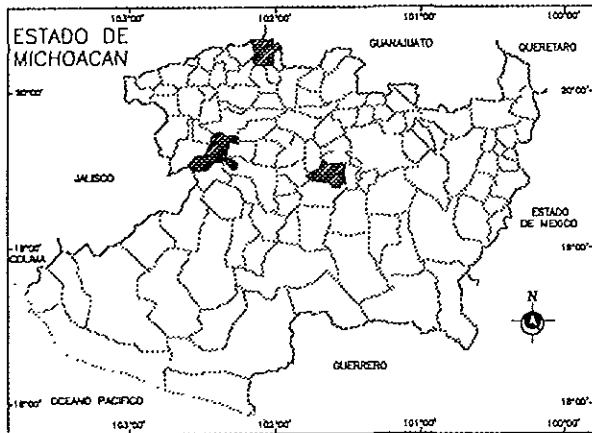 103°00' 102°00' 101°00' 100°00'
ESTADO DE
MICHOACAN
GUANAJUATO
QUERETARO
20°00' 20°00'
JALISCO
ESTADO
DE MEXICO
19°00' 19°00'
COLIMA
N
GUERRERO
OCEANO PACIFICO
18°00' 18°00'
103°00' 102°00' 101°00' 100°00'